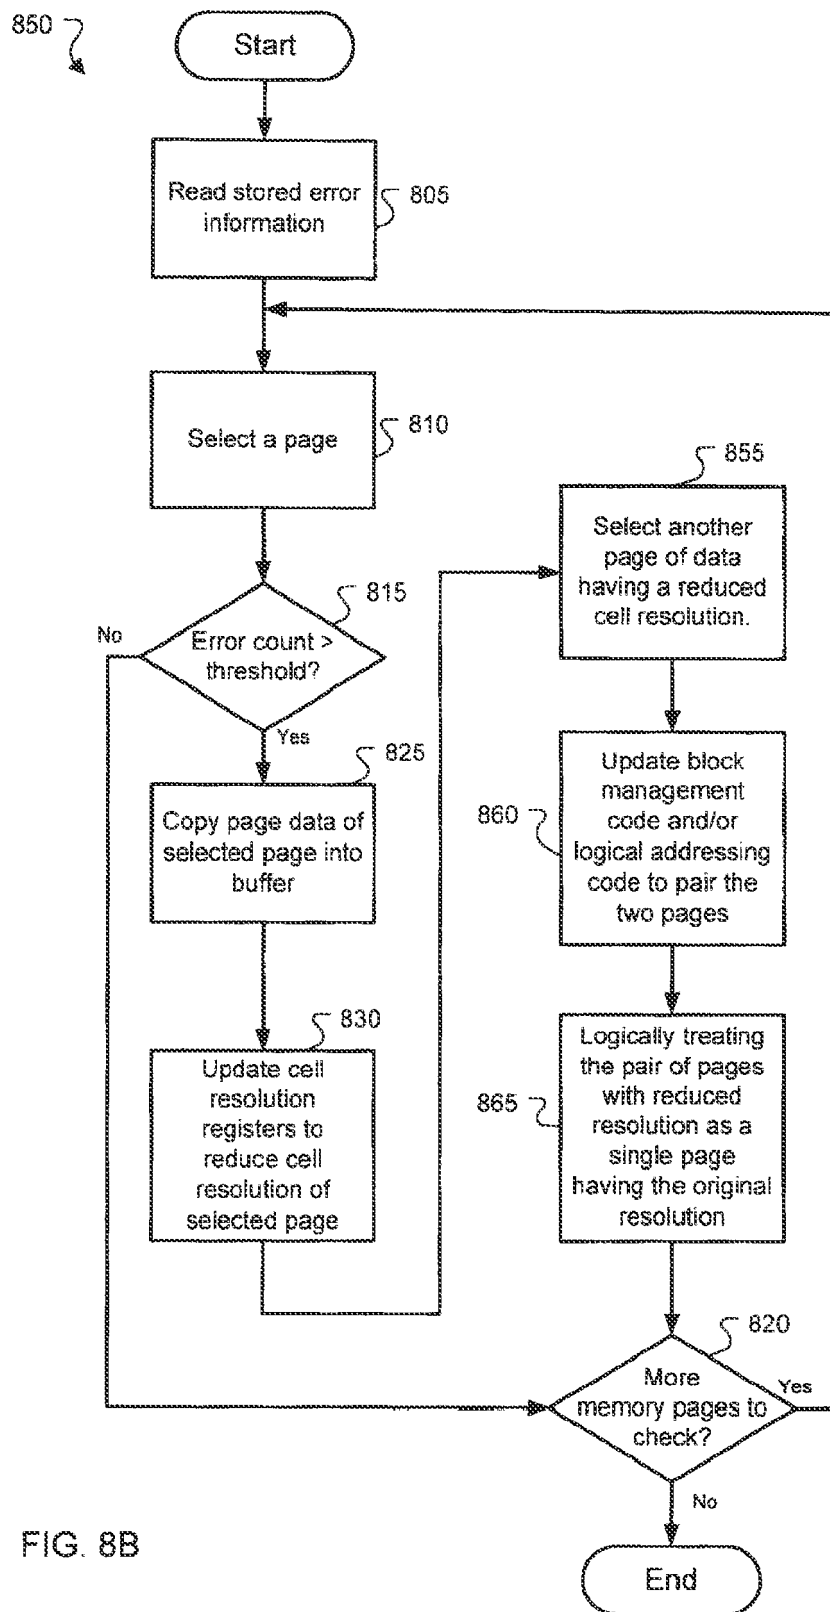 850
Start
Read stored error
information
805
Select a page
810
Error count >
threshold?
815
No
Yes
Copy page data of
selected page into
buffer
825
Update cell
resolution
registers to
reduce cell
resolution of
selected page
830
Select another
page of data
having a reduced
cell resolution.
855
Update block
management
code and/or
logical addressing
code to pair the
two pages
860
Logically treating
the pair of pages
with reduced
resolution as a
single page
having the original
resolution
865
More
memory pages to
check?
820
Yes
No
End
FIG. 8B